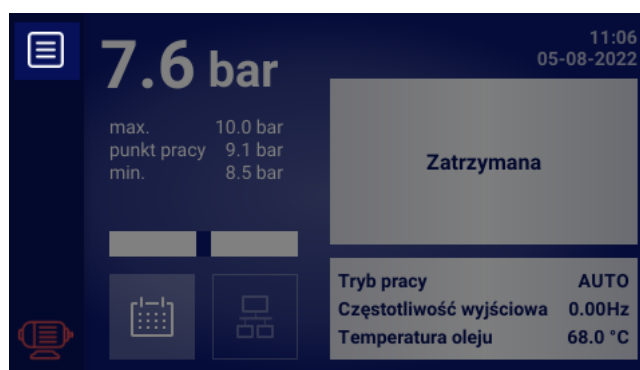 11:06
05-08-2022
7.6 bar
max. 10.0 bar
punkt pracy 9.1 bar
min. 8.5 bar
Zatrzymana
Tryb pracy AUTO
Częstotliwość wyjściowa 0.00Hz
Temperatura oleju 68.0 °C